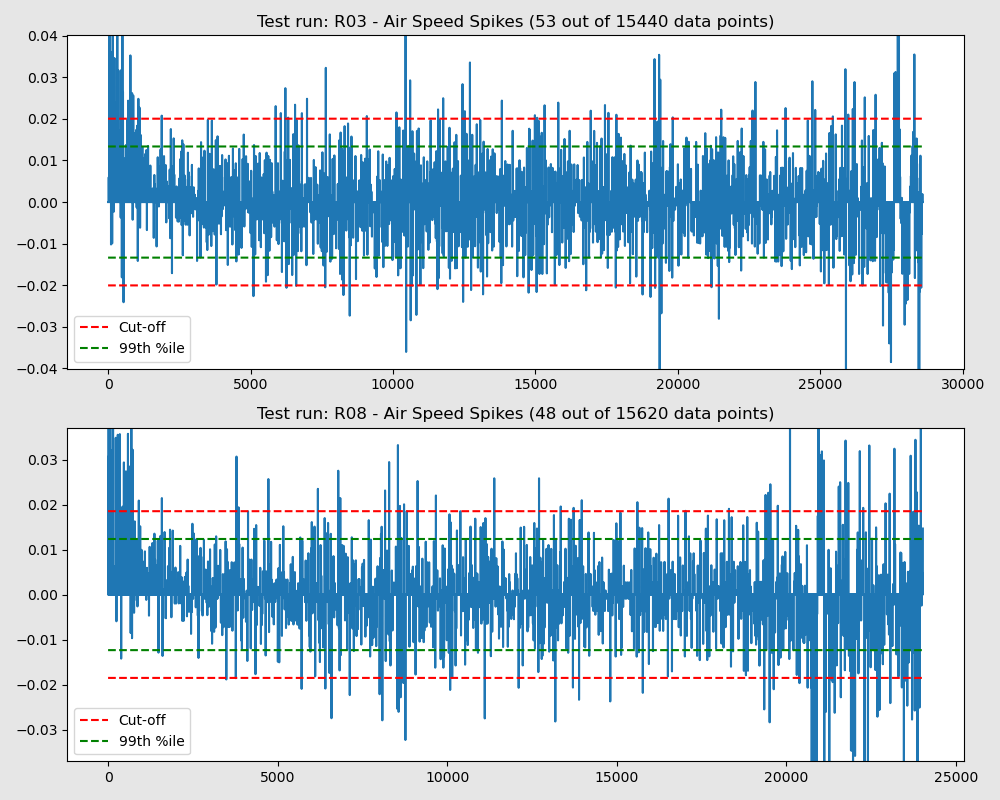 Test run: R03 - Air Speed Spikes (53 out of 15440 data points)
0.04
0.03
0.02
0.01
0.00
−0.01
−0.02
−0.03
−0.04
Cut-off
99th %ile
0 5000 10000 15000 20000 25000 30000
Test run: R08 - Air Speed Spikes (48 out of 15620 data points)
0.03
0.02
0.01
0.00
−0.01
−0.02
−0.03
Cut-off
99th %ile
0 5000 10000 15000 20000 25000